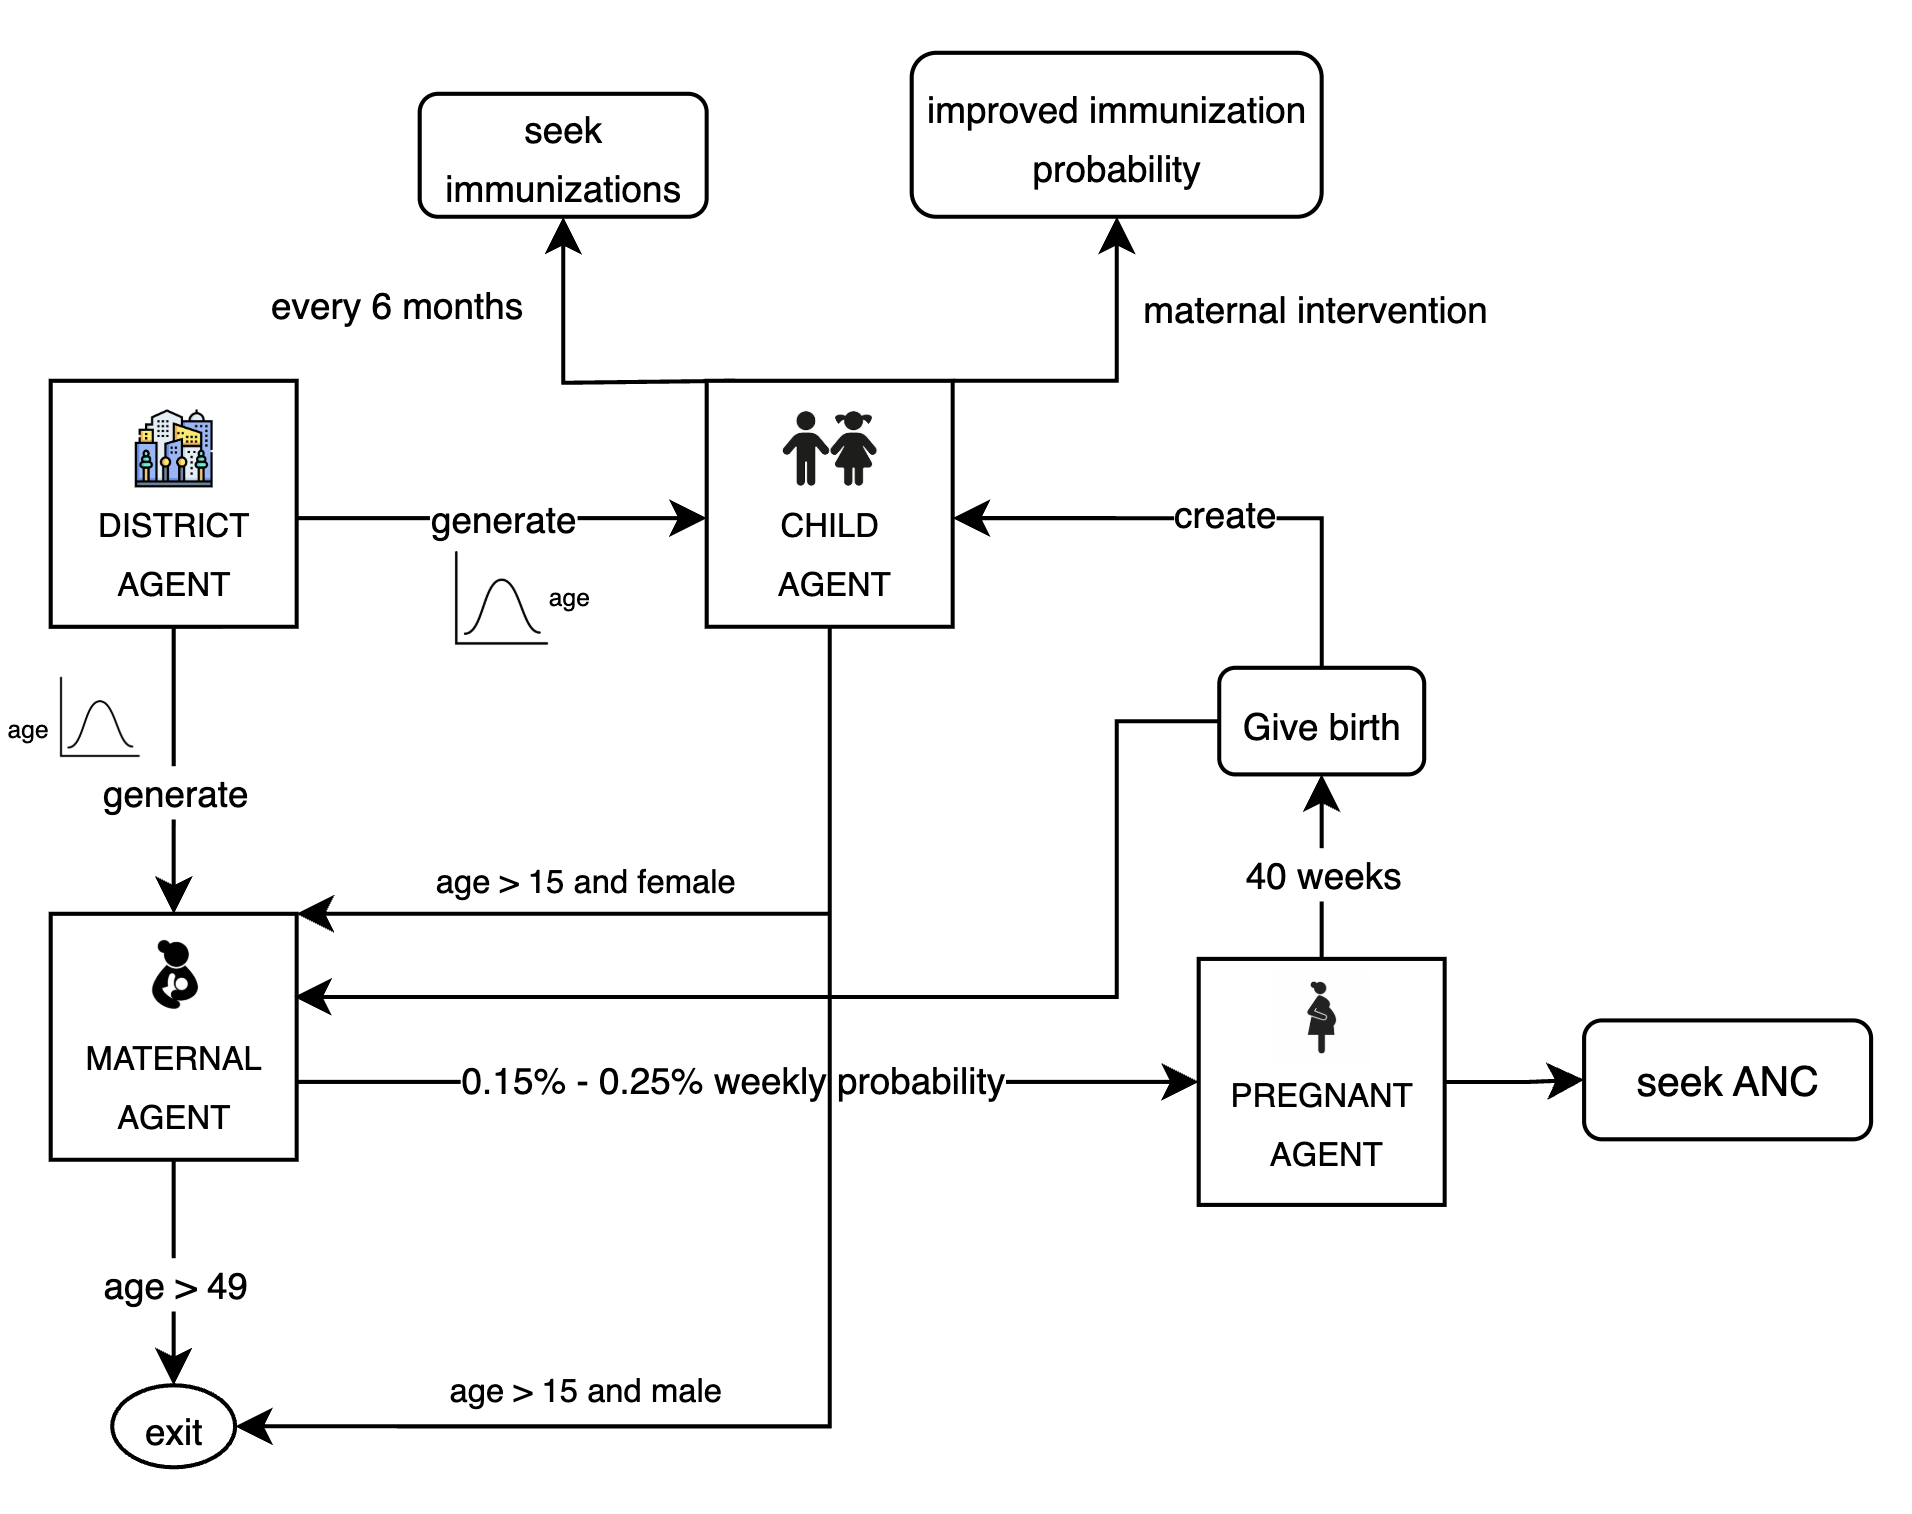 seek
immunizations
improved immunization
probability
every 6 months
maternal intervention
DISTRICT
AGENT
generate
age
CHILD
AGENT
create
age
generate
Give birth
40 weeks
age > 15 and female
MATERNAL
AGENT
0.15% - 0.25% weekly probability
PREGNANT
AGENT
seek ANC
age > 49
age > 15 and male
exit